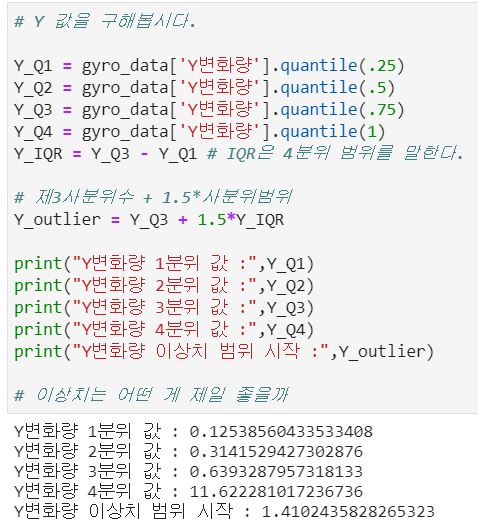 # Y 값을 구해봅시다.
Y_Q1 = gyro_data['Y변화량'].quantile(.25)
Y_Q2 = gyro_data['Y변화량'].quantile(.5)
Y_Q3 = gyro_data['Y변화량'].quantile(.75)
Y_Q4 = gyro_data['Y변화량'].quantile(1)
Y_IQR = Y_Q3 - Y_Q1 # IQR은 4분위 범위를 말한다.
# 제3사분위수 + 1.5*사분위범위
Y_outlier = Y_Q3 + 1.5*Y_IQR
print("Y변화량 1분위 값 :",Y_Q1)
print("Y변화량 2분위 값 :",Y_Q2)
print("Y변화량 3분위 값 :",Y_Q3)
print("Y변화량 4분위 값 :",Y_Q4)
print("Y변화량 이상치 범위 시작 :",Y_outlier)
# 이상치는 어떤 게 제일 좋을까
Y변화량 1분위 값 : 0.12538560433533408
Y변화량 2분위 값 : 0.3141529427302876
Y변화량 3분위 값 : 0.6393287957318133
Y변화량 4분위 값 : 11.622281017236736
Y변화량 이상치 범위 시작 : 1.4102435828265323